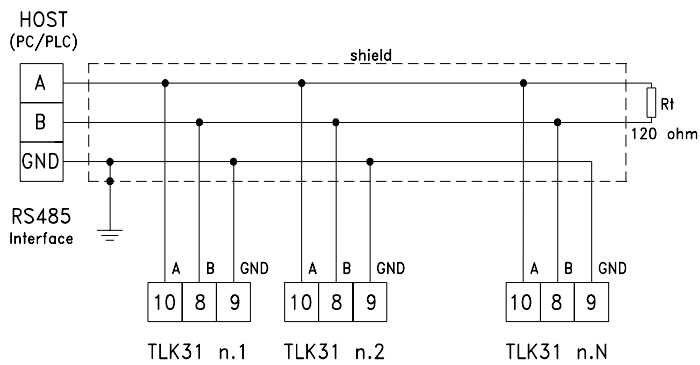 HOST
(PC/PLC)
shield
A
B
GND
Rt
120 ohm
RS485
Interface
A B GND A B GND A B GND
10 8 9 10 8 9 10 8 9
TLK31 n.1 TLK31 n.2 TLK31 n.N